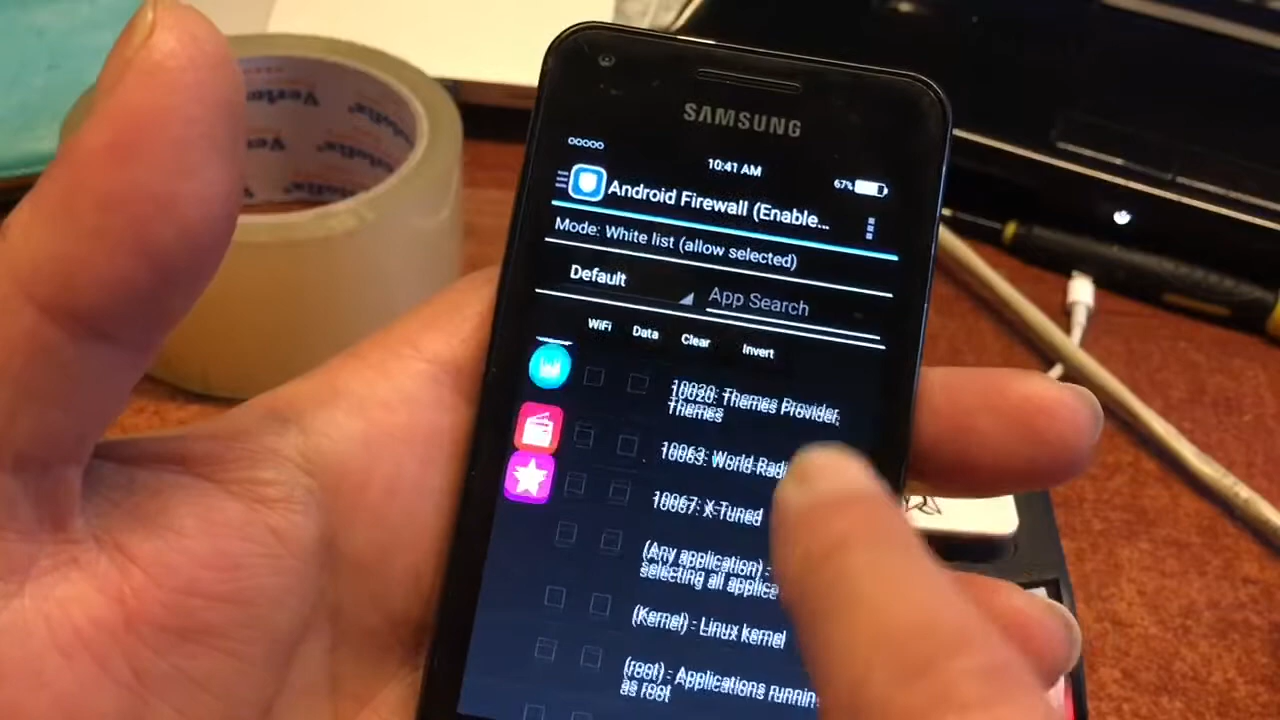 SAMSUNG
10:41 AM
67%
Android Firewall (Enable...
Mode: White list (allow selected)
Default
App Search
WiFi
Data
Clear
Invert
10020: Themes Provider,
Themes
10063: World Radi
10067: X-Tuned
(Any application) -
selecting all applica
(Kernel) - Linux kernel
(root) - Applications runnin
as root